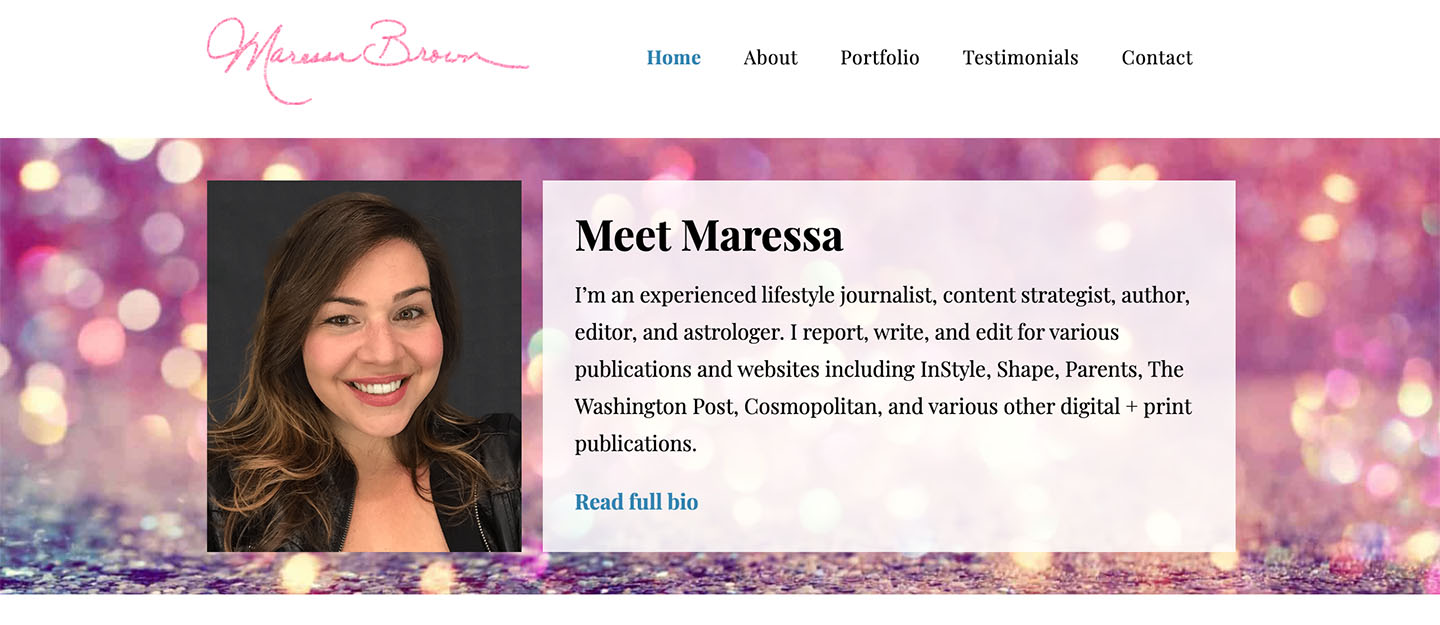 Maressa Brown
Home About Portfolio Testimonials Contact
Meet Maressa
I’m an experienced lifestyle journalist, content strategist, author,
editor, and astrologer. I report, write, and edit for various
publications and websites including InStyle, Shape, Parents, The
Washington Post, Cosmopolitan, and various other digital + print
publications.
Read full bio